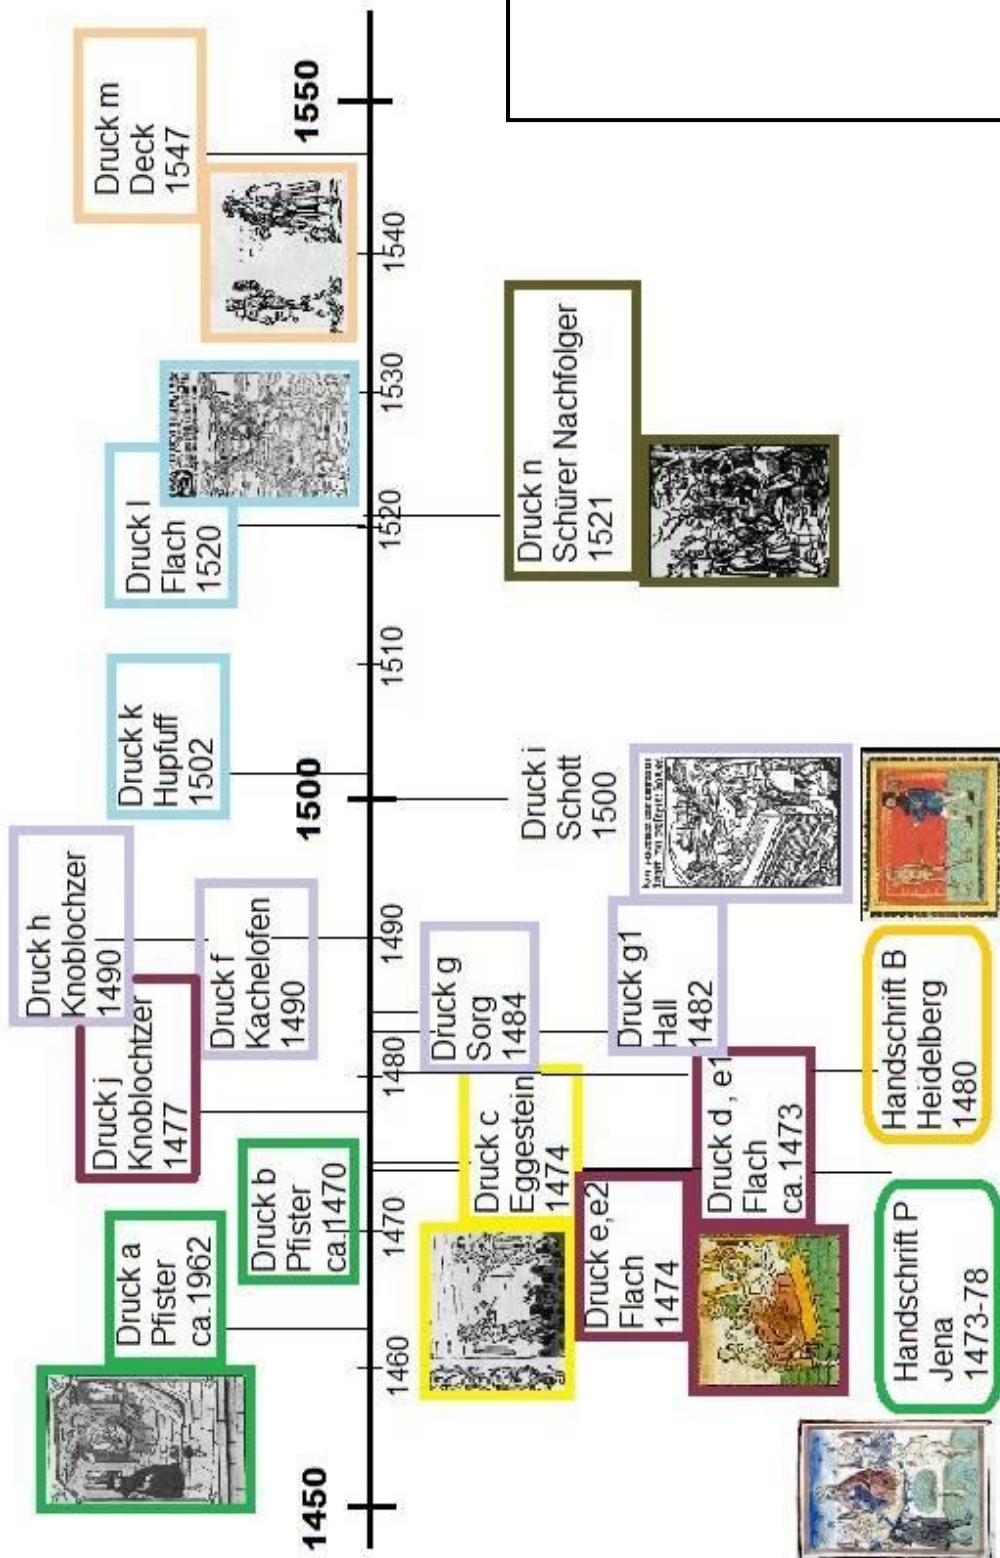 Druck a
Pfister
ca.1962
Druck b
Pfister
ca.1470
Druck j
Knoblochtzer
1477
Druck h
Knoblochzer
1490
Druck f
Kachelofen
1490
Druck k
Hupfuff
1502
Druck l
Flach
1520
Druck m
Deck
1547
1450
1460
1470
1480
1490
1500
1510
1520
1530
1540
1550
Druck c
Eggestein
1474
Druck e,e2
Flach
1474
Druck d , e1
Flach
ca.1473
Druck g
Sorg
1484
Druck g1
Hall
1482
Druck i
Schott
1500
Druck n
Schürer Nachfolger
1521
Handschrift P
Jena
1473-78
Handschrift B
Heidelberg
1480